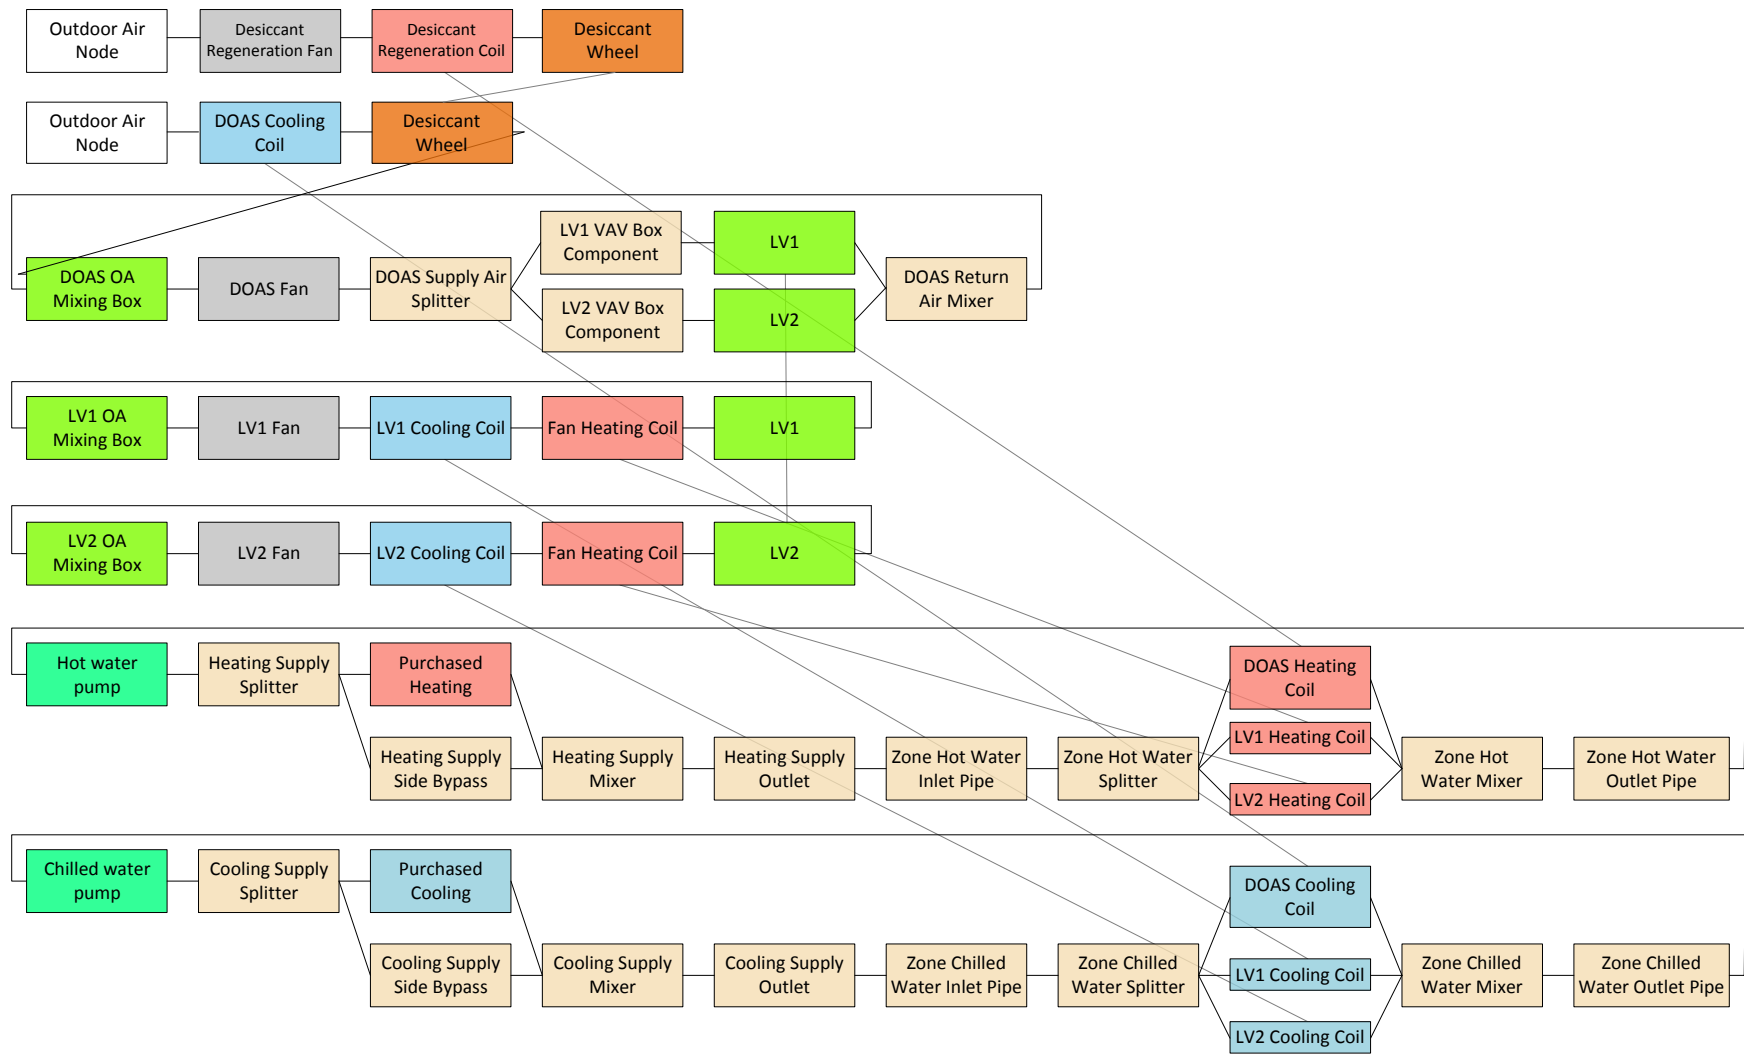 Outdoor Air
Node
Desiccant
Regeneration Fan
Desiccant
Regeneration Coil
Desiccant
Wheel
Outdoor Air
Node
DOAS Cooling
Coil
Desiccant
Wheel
DOAS OA
Mixing Box
DOAS Fan
DOAS Supply Air
Splitter
LV1 VAV Box
Component
LV1
LV2 VAV Box
Component
LV2
DOAS Return
Air Mixer
LV1 OA
Mixing Box
LV1 Fan
LV1 Cooling Coil
Fan Heating Coil
LV1
LV2 OA
Mixing Box
LV2 Fan
LV2 Cooling Coil
Fan Heating Coil
LV2
Hot water
pump
Heating Supply
Splitter
Purchased
Heating
Heating Supply
Side Bypass
Heating Supply
Mixer
Heating Supply
Outlet
Zone Hot Water
Inlet Pipe
Zone Hot Water
Splitter
DOAS Heating
Coil
LV1 Heating Coil
LV2 Heating Coil
Zone Hot
Water Mixer
Zone Hot Water
Outlet Pipe
Chilled water
pump
Cooling Supply
Splitter
Purchased
Cooling
Cooling Supply
Side Bypass
Cooling Supply
Mixer
Cooling Supply
Outlet
Zone Chilled
Water Inlet Pipe
Zone Chilled
Water Splitter
DOAS Cooling
Coil
LV1 Cooling Coil
LV2 Cooling Coil
Zone Chilled
Water Mixer
Zone Chilled
Water Outlet Pipe